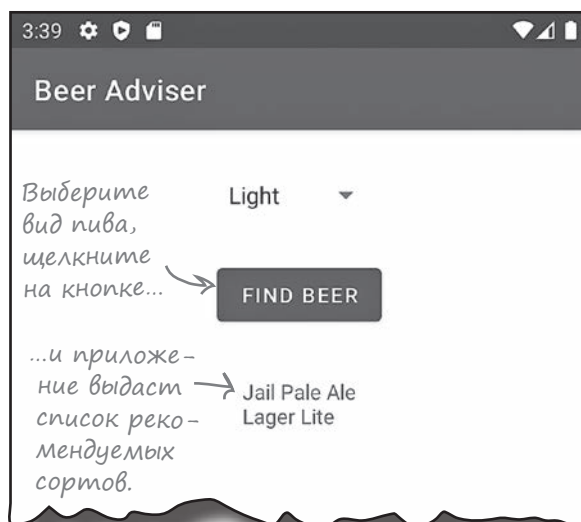 3:39
Beer Adviser
Выберите
вид пива,
щелкните
на кнопке...
Light
FIND BEER
...и приложе-
ние выдаст
список реко-
мендуемых
сортов.
Jail Pale Ale
Lager Lite